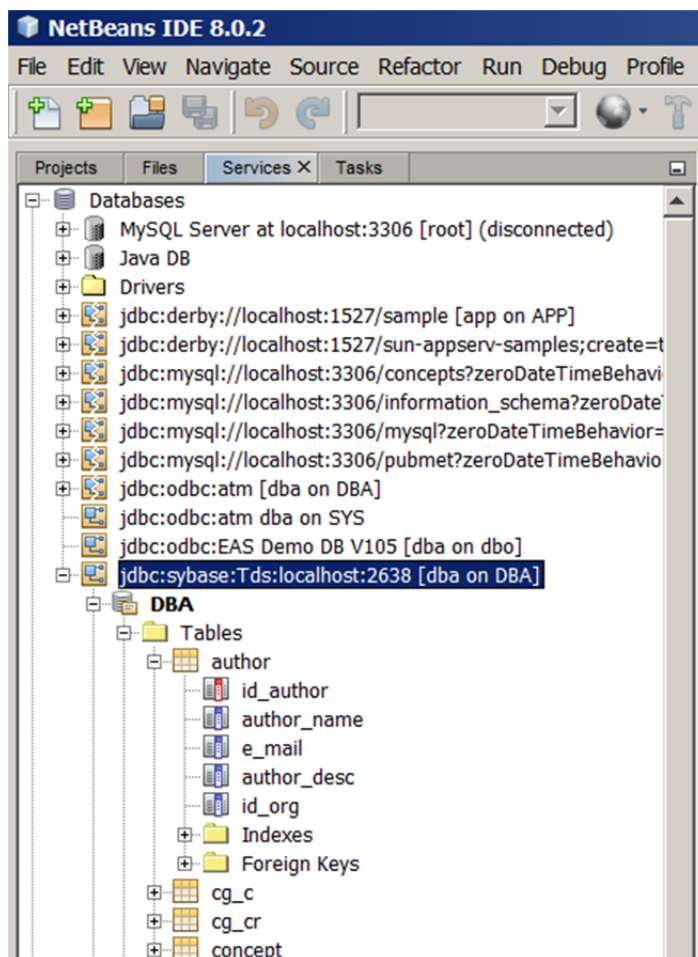 NetBeans IDE 8.0.2
File Edit View Navigate Source Refactor Run Debug Profile
Projects Files Services X Tasks
Databases
MySQL Server at localhost:3306 [root] (disconnected)
Java DB
Drivers
jdbc:derby://localhost:1527/sample [app on APP]
jdbc:derby://localhost:1527/sun-appserv-samples;create=t
jdbc:mysql://localhost:3306/concepts?zeroDateTimeBehavi
jdbc:mysql://localhost:3306/information_schema?zeroDate
jdbc:mysql://localhost:3306/mysql?zeroDateTimeBehavior=
jdbc:mysql://localhost:3306/pubmet?zeroDateTimeBehavio
jdbc:odbc:atm [dba on DBA]
jdbc:odbc:atm dba on SYS
jdbc:odbc:EAS Demo DB V105 [dba on dbo]
jdbc:sybase:Tds:localhost:2638 [dba on DBA]
DBA
Tables
author
id_author
author_name
e_mail
author_desc
id_org
Indexes
Foreign Keys
cg_c
cg_cr
concept